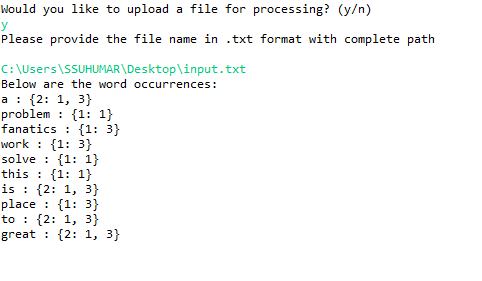 Would you like to upload a file for processing? (y/n)
y
Please provide the file name in .txt format with complete path
C:\Users\SSUHUMAR\Desktop\input.txt
Below are the word occurrences:
a : {2: 1, 3}
problem : {1: 1}
fanatics : {1: 3}
work : {1: 3}
solve : {1: 1}
this : {1: 1}
is : {2: 1, 3}
place : {1: 3}
to : {2: 1, 3}
great : {2: 1, 3}